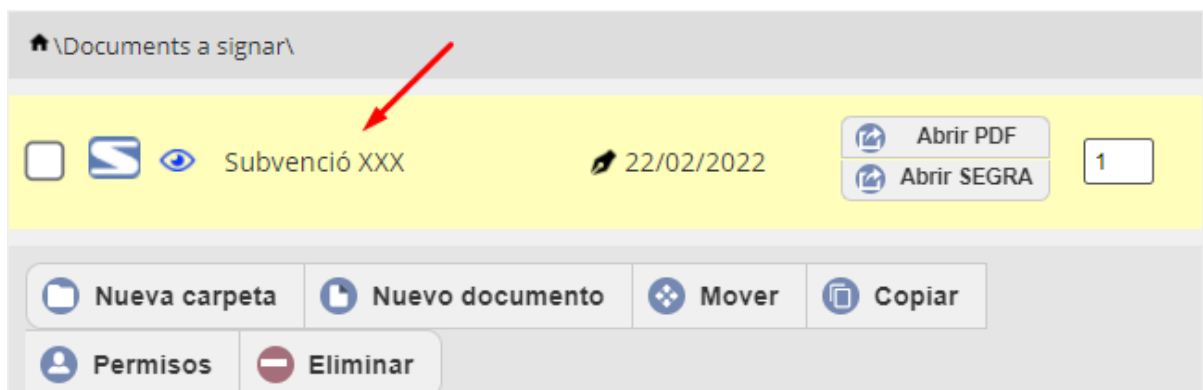 \Documents a signar\
Subvenció XXX 22/02/2022 Abrir PDF 1
Abrir SEGRA
Nueva carpeta Nuevo documento Mover Copiar
Permisos Eliminar